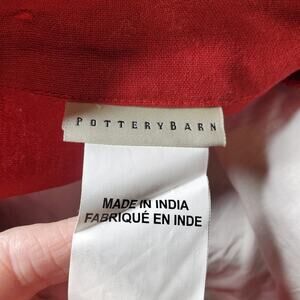 POTTERYBARN
MADE IN INDIA
FABRIQUÉ EN INDE